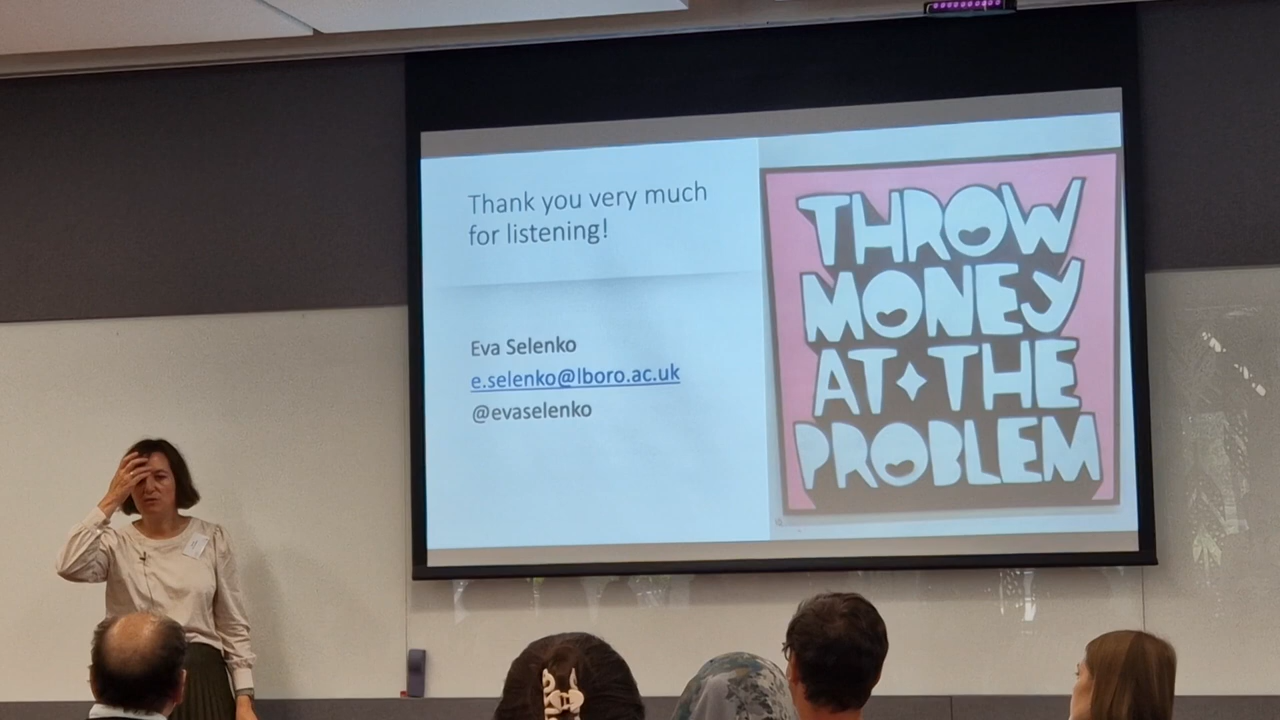 Thank you very much
for listening!
Eva Selenko
e.selenko@lboro.ac.uk
@evaselenko
THROW
MONEY
AT✦THE
PROBLEM